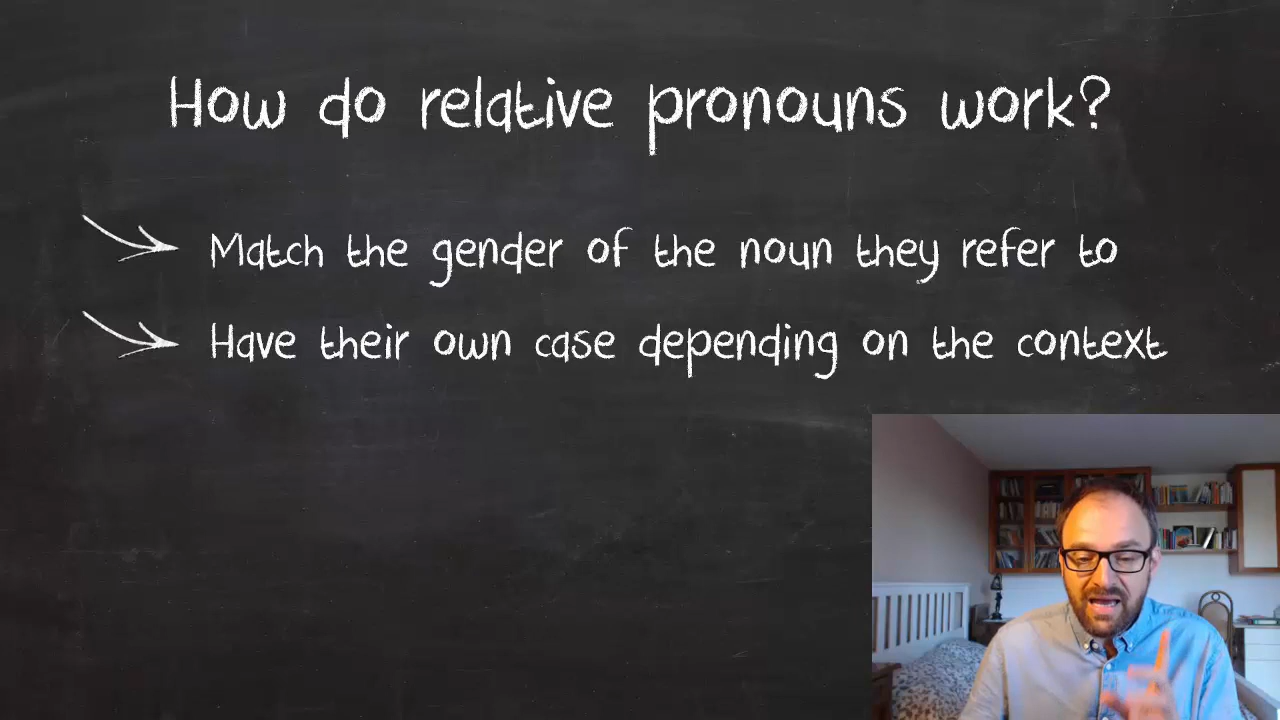 How do relative pronouns work?
Match the gender of the noun they refer to
Have their own case depending on the context